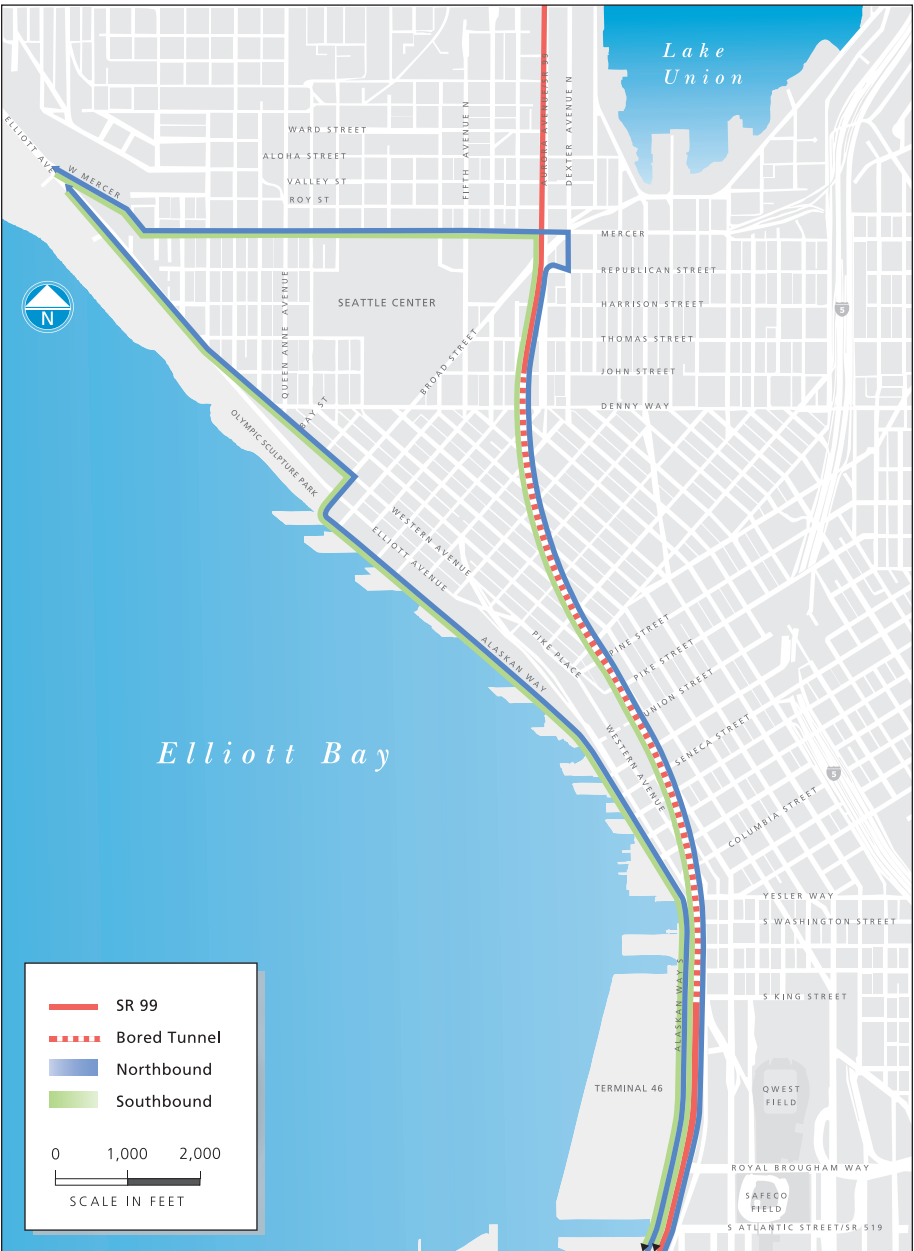 Lake
Union
AURORA AVENUE/SR 99
DEXTER AVENUE N
FIFTH AVENUE N
ELLIOTT AVE
W MERCER
WARD STREET
ALOHA STREET
VALLEY ST
ROY ST
MERCER
REPUBLICAN STREET
N
SEATTLE CENTER
QUEEN ANNE AVENUE
HARRISON STREET
5
THOMAS STREET
BROAD STREET
JOHN STREET
DENNY WAY
BAY ST
OLYMPIC SCULPTURE PARK
WESTERN AVENUE
ELLIOTT AVENUE
PINE STREET
PIKE PLACE
PIKE STREET
ALASKAN WAY
UNION STREET
SENECA STREET
Elliott Bay
WESTERN AVENUE
5
COLUMBIA STREET
YESLER WAY
S WASHINGTON STREET
ALASKAN WAY S
S KING STREET
TERMINAL 46
QWEST
FIELD
ROYAL BROUGHAM WAY
SAFECO
FIELD
S ATLANTIC STREET/SR 519
SR 99
Bored Tunnel
Northbound
Southbound
0 1,000 2,000
SCALE IN FEET